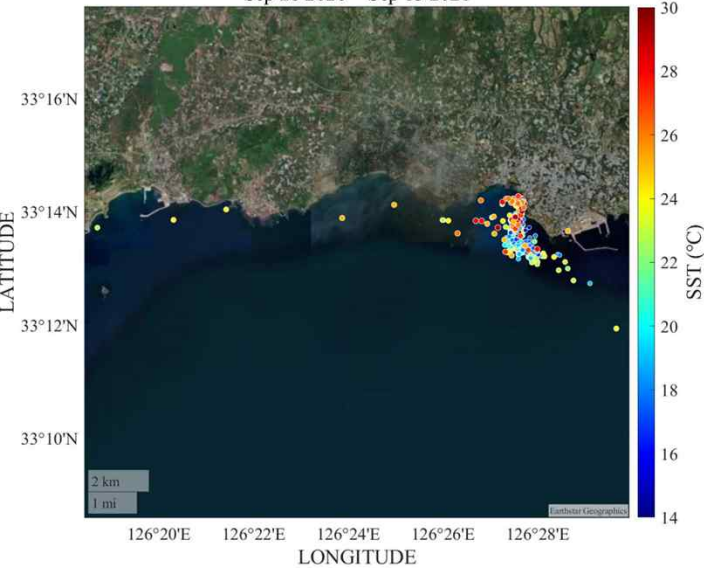 30
28
26
24
22
20
18
16
14
SST (°C)
33°16'N
33°14'N
33°12'N
33°10'N
LATITUDE
2 km
1 mi
Earthstar Geographics
126°20'E 126°22'E 126°24'E 126°26'E 126°28'E
LONGITUDE